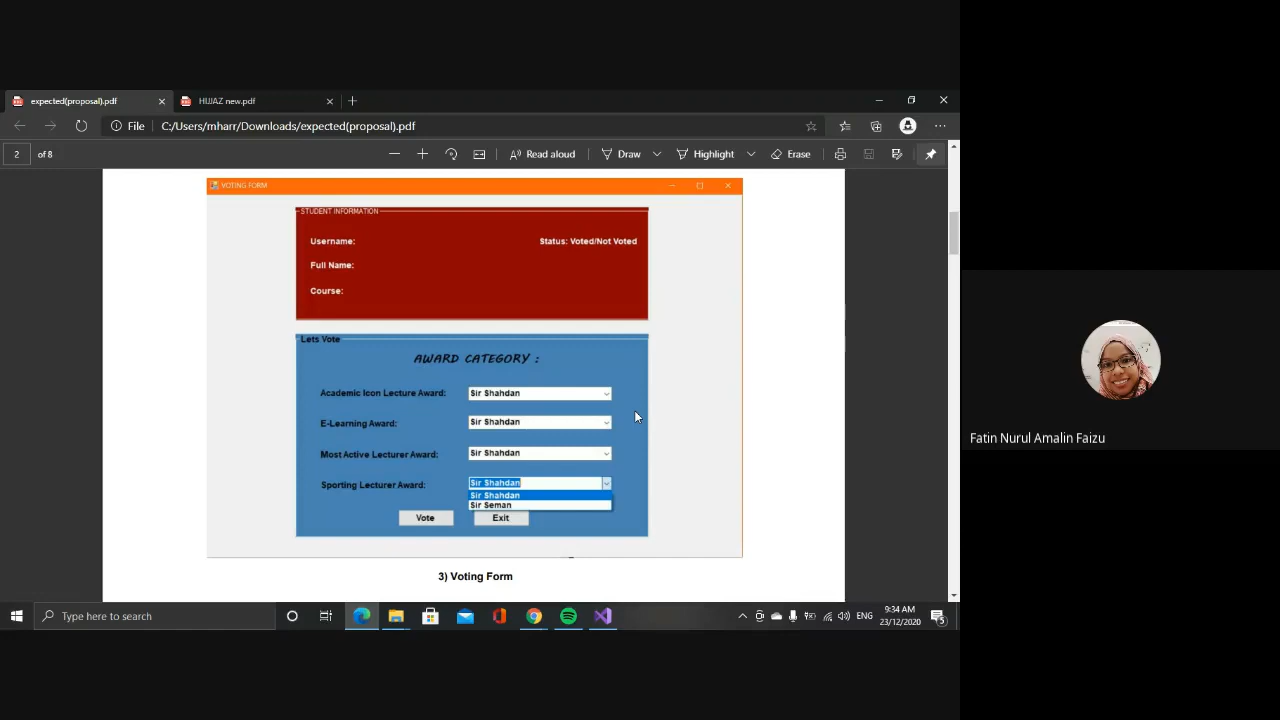 expected(proposal).pdf
HIJJAZ new.pdf
File C:/Users/mharr/Downloads/expected(proposal).pdf
2 of 8
Read aloud
Draw
Highlight
Erase
VOTING FORM
STUDENT INFORMATION
Username:
Status: Voted/Not Voted
Full Name:
Course:
Lets Vote
AWARD CATEGORY :
Academic Icon Lecture Award: Sir Shahdan
E-Learning Award: Sir Shahdan
Most Active Lecturer Award: Sir Shahdan
Sporting Lecturer Award: Sir Shahdan
Sir Shahdan
Sir Seman
Vote Exit
3) Voting Form
Fatin Nurul Amalin Faizu
Type here to search
ENG
9:34 AM
23/12/2020
5